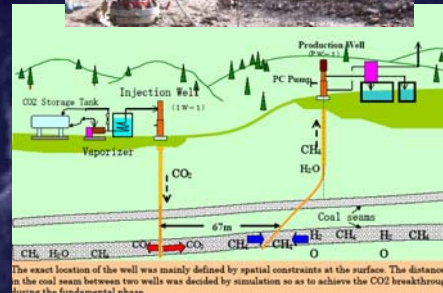 Production Well
(PW-1)
PC Pump
Injection Well
(IW-1)
CO2 Storage Tank
Vaporizer
CO₂
CH₄
H₂O
67m
Coal seams
CH₄ H₂O CH₄ CO₂ CO₂ CH₄ CH₄ H₂ CH₄ H₂ CH₄
O O
The exact location of the well was mainly defined by spatial constraints at the surface. The distance
in the coal seam between two wells was decided by simulation so as to achieve the CO2 breakthrough
during the fundamental phase.